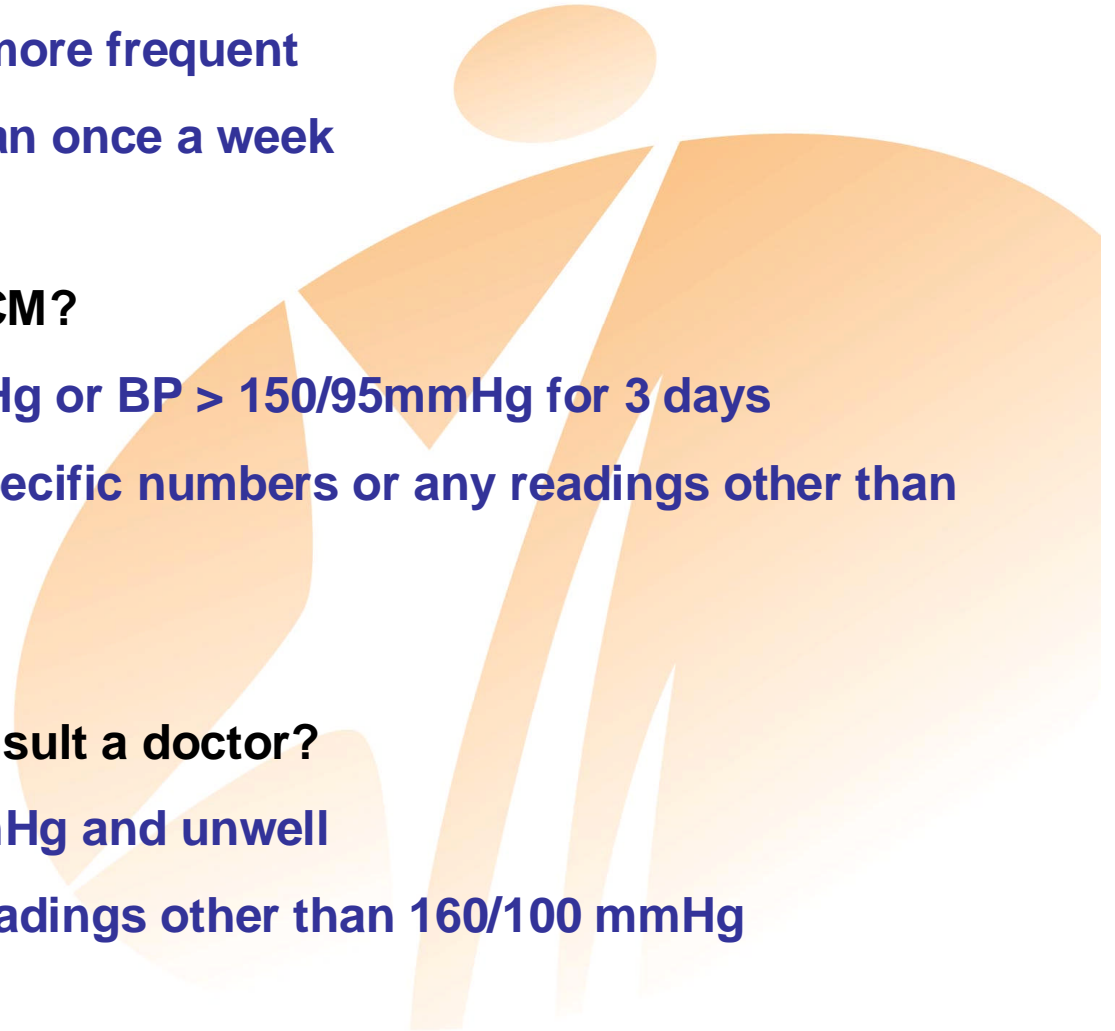 more frequent
an once a week
CM?
Hg or BP > 150/95mmHg for 3 days
ecific numbers or any readings other than
sult a doctor?
nHg and unwell
adings other than 160/100 mmHg